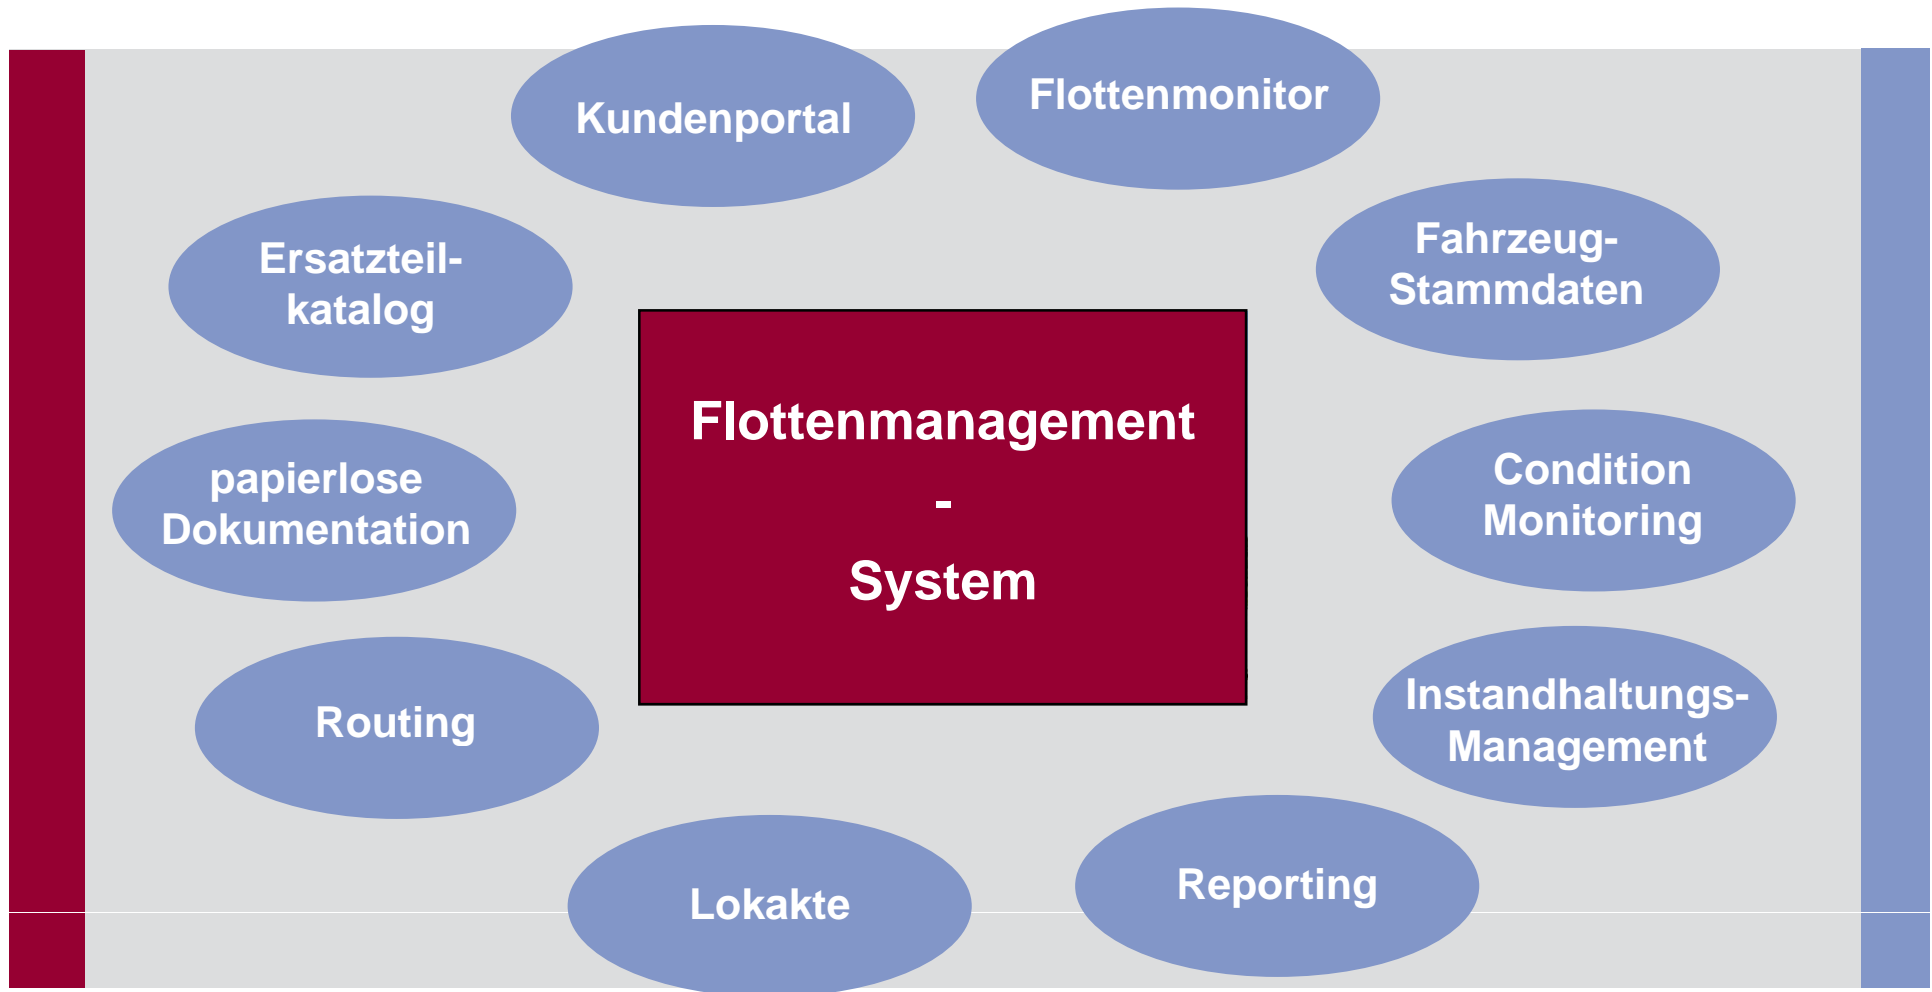 Kundenportal
Flottenmonitor
Ersatzteil-
katalog
Fahrzeug-
Stammdaten
Flottenmanagement
-
System
papierlose
Dokumentation
Condition
Monitoring
Routing
Instandhaltungs-
Management
Lokakte
Reporting